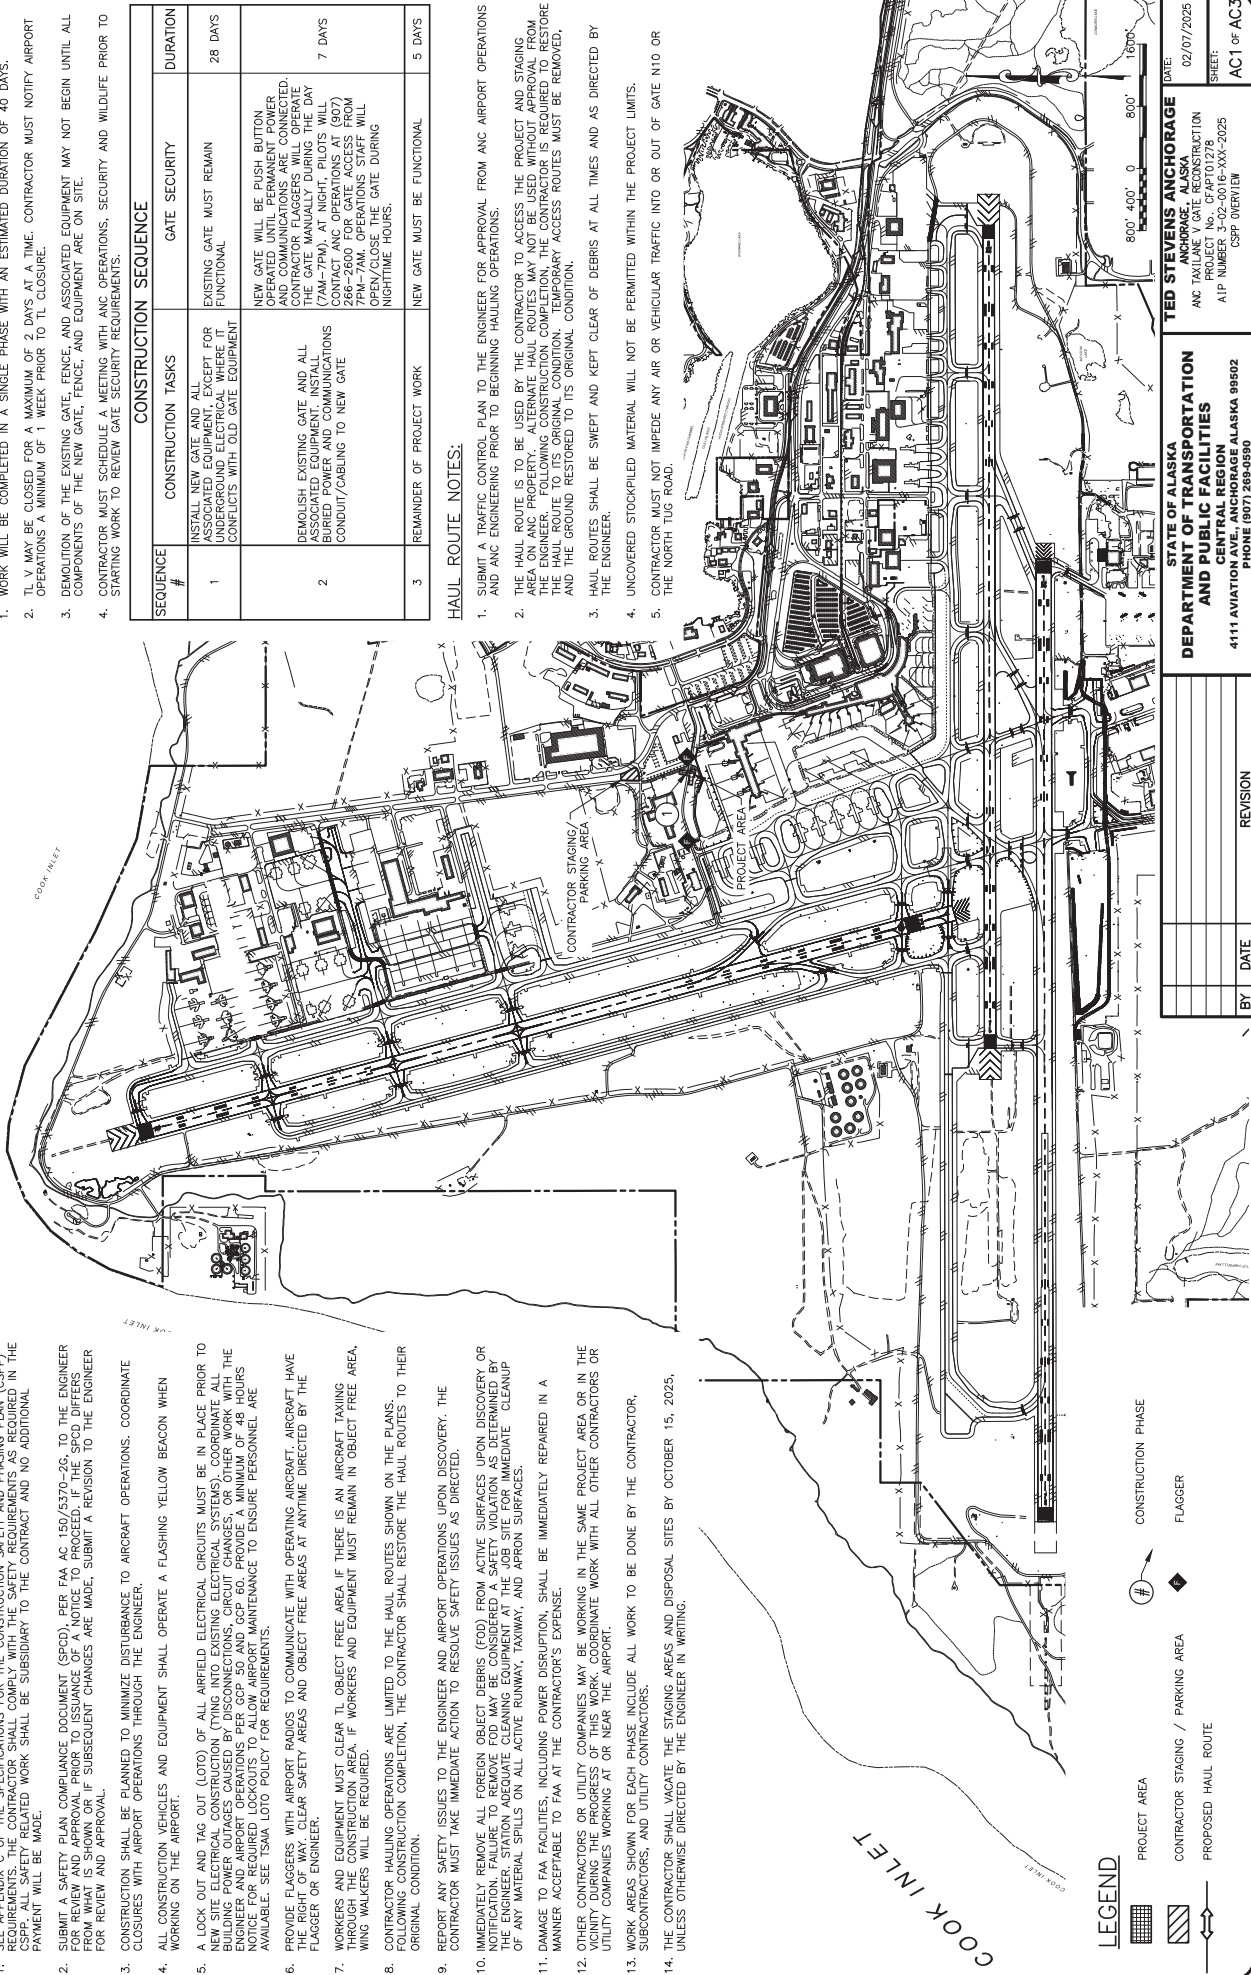 1. SEE APPENDIX C OF THE SPECIFICATIONS FOR THE CONSTRUCTION SAFETY AND PHASING PLAN (CSPP)
REQUIREMENTS. THE CONTRACTOR SHALL COMPLY WITH THE SAFETY REQUIREMENTS AS REQUIRED IN THE
CSPP. ALL SAFETY RELATED WORK SHALL BE SUBSIDIARY TO THE CONTRACT AND NO ADDITIONAL
PAYMENT WILL BE MADE.
2. SUBMIT A SAFETY PLAN COMPLIANCE DOCUMENT (SPCD), PER FAA AC 150/5370-2G, TO THE ENGINEER
FOR REVIEW AND APPROVAL PRIOR TO ISSUANCE OF A NOTICE TO PROCEED. IF THE SPCD DIFFERS
FROM WHAT IS SHOWN OR IF SUBSEQUENT CHANGES ARE MADE, SUBMIT A REVISION TO THE ENGINEER
FOR REVIEW AND APPROVAL.
3. CONSTRUCTION SHALL BE PLANNED TO MINIMIZE DISTURBANCE TO AIRCRAFT OPERATIONS. COORDINATE
CLOSURES WITH AIRPORT OPERATIONS THROUGH THE ENGINEER.
4. ALL CONSTRUCTION VEHICLES AND EQUIPMENT SHALL OPERATE A FLASHING YELLOW BEACON WHEN
WORKING ON THE AIRPORT.
5. A LOCK OUT AND TAG OUT (LOTO) OF ALL AIRFIELD ELECTRICAL CIRCUITS MUST BE IN PLACE PRIOR TO
NEW SITE ELECTRICAL CONSTRUCTION (TYING INTO EXISTING ELECTRICAL SYSTEMS). COORDINATE ALL
BUILDING POWER OUTAGES CAUSED BY DISCONNECTIONS, CIRCUIT CHANGES, OR OTHER WORK WITH THE
ENGINEER AND AIRPORT OPERATIONS PER GCP 50 AND GCP 60. PROVIDE A MINIMUM OF 48 HOURS
NOTICE FOR REQUIRED LOCKOUTS TO ALLOW AIRPORT MAINTENANCE TO ENSURE PERSONNEL ARE
AVAILABLE. SEE TSAIA LOTO POLICY FOR REQUIREMENTS.
6. PROVIDE FLAGGERS WITH AIRPORT RADIOS TO COMMUNICATE WITH OPERATING AIRCRAFT. AIRCRAFT HAVE
THE RIGHT OF WAY. CLEAR SAFETY AREAS AND OBJECT FREE AREAS AT ANYTIME DIRECTED BY THE
FLAGGER OR ENGINEER.
7. WORKERS AND EQUIPMENT MUST CLEAR TL OBJECT FREE AREA IF THERE IS AN AIRCRAFT TAXIING
THROUGH THE CONSTRUCTION AREA. IF WORKERS AND EQUIPMENT MUST REMAIN IN OBJECT FREE AREA,
WING WALKERS WILL BE REQUIRED.
8. CONTRACTOR HAULING OPERATIONS ARE LIMITED TO THE HAUL ROUTES SHOWN ON THE PLANS.
FOLLOWING CONSTRUCTION COMPLETION, THE CONTRACTOR SHALL RESTORE THE HAUL ROUTES TO THEIR
ORIGINAL CONDITION.
9. REPORT ANY SAFETY ISSUES TO THE ENGINEER AND AIRPORT OPERATIONS UPON DISCOVERY. THE
CONTRACTOR MUST TAKE IMMEDIATE ACTION TO RESOLVE SAFETY ISSUES AS DIRECTED.
10. IMMEDIATELY REMOVE ALL FOREIGN OBJECT DEBRIS (FOD) FROM ACTIVE SURFACES UPON DISCOVERY OR
NOTIFICATION. FAILURE TO REMOVE FOD MAY BE CONSIDERED A SAFETY VIOLATION AS DETERMINED BY
THE ENGINEER. STATION ADEQUATE CLEANING EQUIPMENT AT THE JOB SITE FOR IMMEDIATE CLEANUP
OF ANY MATERIAL SPILLS ON ALL ACTIVE RUNWAY, TAXIWAY, AND APRON SURFACES.
11. DAMAGE TO FAA FACILITIES, INCLUDING POWER DISRUPTION, SHALL BE IMMEDIATELY REPAIRED IN A
MANNER ACCEPTABLE TO FAA AT THE CONTRACTOR'S EXPENSE.
12. OTHER CONTRACTORS OR UTILITY COMPANIES MAY BE WORKING IN THE SAME PROJECT AREA OR IN THE
VICINITY DURING THE PROGRESS OF THIS WORK. COORDINATE WORK WITH ALL OTHER CONTRACTORS OR
UTILITY COMPANIES WORKING AT OR NEAR THE AIRPORT.
13. WORK AREAS SHOWN FOR EACH PHASE INCLUDE ALL WORK TO BE DONE BY THE CONTRACTOR,
SUBCONTRACTORS, AND UTILITY CONTRACTORS.
14. THE CONTRACTOR SHALL VACATE THE STAGING AREAS AND DISPOSAL SITES BY OCTOBER 15, 2025,
UNLESS OTHERWISE DIRECTED BY THE ENGINEER IN WRITING.
1. WORK WILL BE COMPLETED IN A SINGLE PHASE WITH AN ESTIMATED DURATION OF 40 DAYS.
2. TL V MAY BE CLOSED FOR A MAXIMUM OF 2 DAYS AT A TIME. CONTRACTOR MUST NOTIFY AIRPORT
OPERATIONS A MINIMUM OF 1 WEEK PRIOR TO TL CLOSURE.
3. DEMOLITION OF THE EXISTING GATE, FENCE, AND ASSOCIATED EQUIPMENT MAY NOT BEGIN UNTIL ALL
COMPONENTS OF THE NEW GATE, FENCE, AND EQUIPMENT ARE ON SITE.
4. CONTRACTOR MUST SCHEDULE A MEETING WITH ANC OPERATIONS, SECURITY AND WILDLIFE PRIOR TO
STARTING WORK TO REVIEW GATE SECURITY REQUIREMENTS.
CONSTRUCTION SEQUENCE
SEQUENCE # CONSTRUCTION TASKS GATE SECURITY DURATION
1
INSTALL NEW GATE AND ALL
ASSOCIATED EQUIPMENT, EXCEPT FOR
UNDERGROUND ELECTRICAL WHERE IT
CONFLICTS WITH OLD GATE EQUIPMENT
EXISTING GATE MUST REMAIN
FUNCTIONAL
28 DAYS
2
DEMOLISH EXISTING GATE AND ALL
ASSOCIATED EQUIPMENT. INSTALL
BURIED POWER AND COMMUNICATIONS
CONDUIT/CABLING TO NEW GATE
NEW GATE WILL BE PUSH BUTTON
OPERATED UNTIL PERMANENT POWER
AND COMMUNICATIONS ARE CONNECTED.
CONTRACTOR FLAGGERS WILL OPERATE
THE GATE MANUALLY DURING THE DAY
(7AM-7PM). AT NIGHT, PILOTS WILL
CONTACT ANC OPERATIONS AT (907)
266-2600 FOR GATE ACCESS FROM
7PM-7AM. OPERATIONS STAFF WILL
OPEN/CLOSE THE GATE DURING
NIGHTTIME HOURS.
7 DAYS
3
REMAINDER OF PROJECT WORK
NEW GATE MUST BE FUNCTIONAL
5 DAYS
HAUL ROUTE NOTES:
1. SUBMIT A TRAFFIC CONTROL PLAN TO THE ENGINEER FOR APPROVAL FROM ANC AIRPORT OPERATIONS
AND ANC ENGINEERING PRIOR TO BEGINNING HAULING OPERATIONS.
2. THE HAUL ROUTE IS TO BE USED BY THE CONTRACTOR TO ACCESS THE PROJECT AND STAGING
AREA ON ANC PROPERTY. ALTERNATE HAUL ROUTES MAY NOT BE USED WITHOUT APPROVAL FROM
THE ENGINEER. FOLLOWING CONSTRUCTION COMPLETION, THE CONTRACTOR IS REQUIRED TO RESTORE
THE HAUL ROUTE TO ITS ORIGINAL CONDITION. TEMPORARY ACCESS ROUTES MUST BE REMOVED,
AND THE GROUND RESTORED TO ITS ORIGINAL CONDITION.
3. HAUL ROUTES SHALL BE SWEPT AND KEPT CLEAR OF DEBRIS AT ALL TIMES AND AS DIRECTED BY
THE ENGINEER.
4. UNCOVERED STOCKPILED MATERIAL WILL NOT BE PERMITTED WITHIN THE PROJECT LIMITS.
5. CONTRACTOR MUST NOT IMPEDE ANY AIR OR VEHICULAR TRAFFIC INTO OR OUT OF GATE N10 OR
THE NORTH TUG ROAD.
COOK INLET
COOK INLET
CONTRACTOR STAGING/
PARKING AREA
1
PROJECT AREA
COOK INLET
COOK INLET
LEGEND
PROJECT AREA
CONTRACTOR STAGING / PARKING AREA
PROPOSED HAUL ROUTE
# CONSTRUCTION PHASE
F FLAGGER
800' 400' 0 800' 1600'
BY DATE REVISION
STATE OF ALASKA
DEPARTMENT OF TRANSPORTATION
AND PUBLIC FACILITIES
CENTRAL REGION
4111 AVIATION AVE, ANCHORAGE ALASKA 99502
PHONE (907) 269-0590
TED STEVENS ANCHORAGE
ANCHORAGE, ALASKA
ANC TAXILANE V GATE RECONSTRUCTION
PROJECT No. CFAPT01278
AIP NUMBER 3-02-0016-XXX-2025
CSPP OVERVIEW
DATE:
02/07/2025
SHEET:
AC1 OF AC3